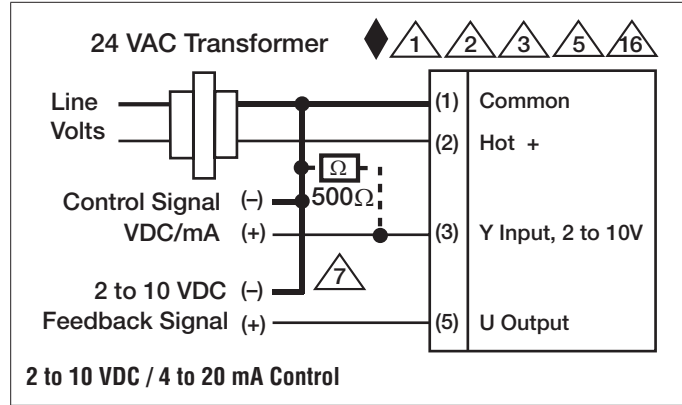 24 VAC Transformer 1 2 3 5 16
Line
Volts
(1) Common
(2) Hot +
Ω
500Ω
Control Signal (–)
VDC/mA (+)
(3) Y Input, 2 to 10V
7
2 to 10 VDC (–)
Feedback Signal (+)
(5) U Output
2 to 10 VDC / 4 to 20 mA Control